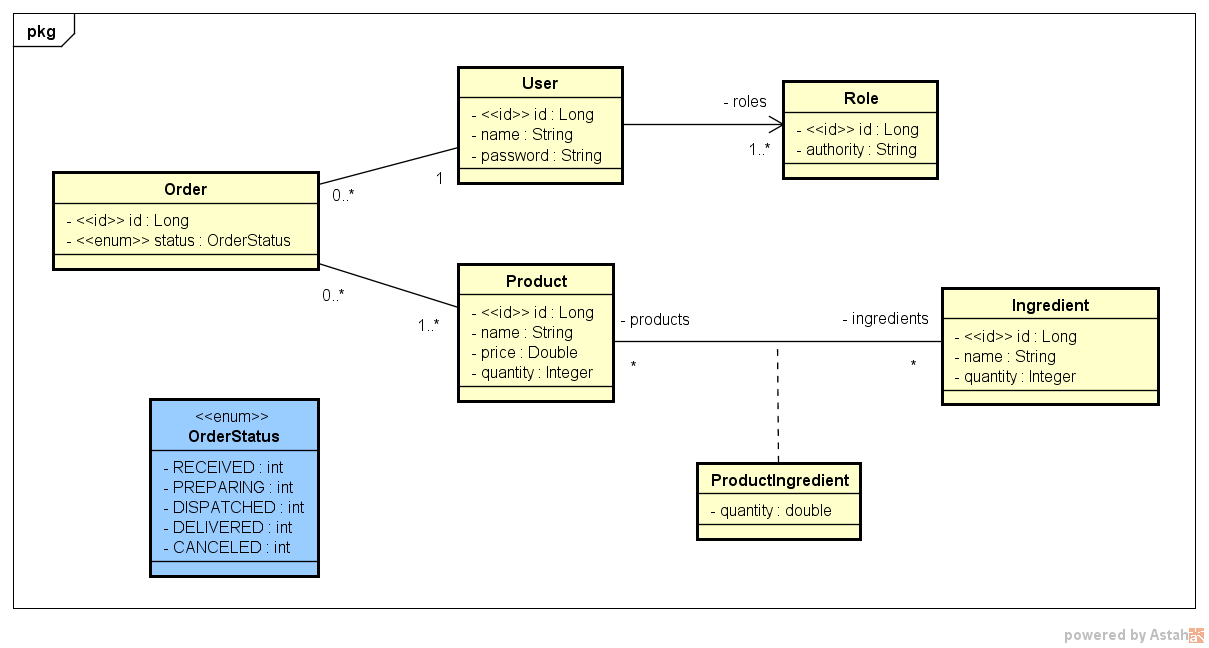 pkg
User
- <<id>> id : Long
- name : String
- password : String
- roles
1..*
Role
- <<id>> id : Long
- authority : String
Order
- <<id>> id : Long
- <<enum>> status : OrderStatus
0..*
1
0..*
1..*
Product
- <<id>> id : Long
- name : String
- price : Double
- quantity : Integer
- products
*
- ingredients
*
Ingredient
- <<id>> id : Long
- name : String
- quantity : Integer
<<enum>>
OrderStatus
- RECEIVED : int
- PREPARING : int
- DISPATCHED : int
- DELIVERED : int
- CANCELED : int
ProductIngredient
- quantity : double
powered by Astah